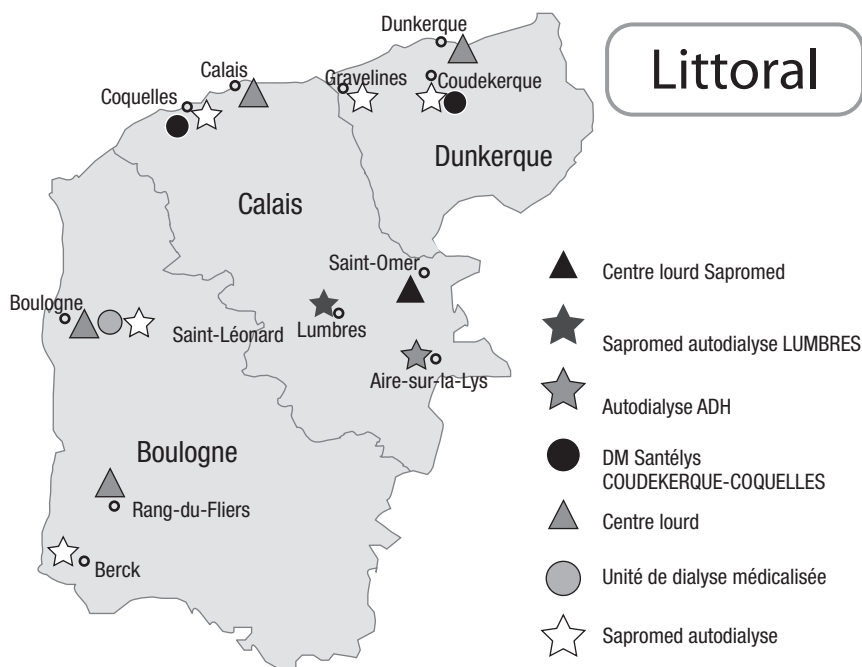 Littoral
Dunkerque
Calais
Gravelines
Coudekerque
Coquelles
Dunkerque
Calais
Saint-Omer
Boulogne
Saint-Léonard
Lumbres
Aire-sur-la-Lys
Boulogne
Rang-du-Fliers
Berck
Centre lourd Sapromed
Sapromed autodialyse LUMBRES
Autodialyse ADH
DM Santélys
COUDEKERQUE-COQUELLES
Centre lourd
Unité de dialyse médicalisée
Sapromed autodialyse